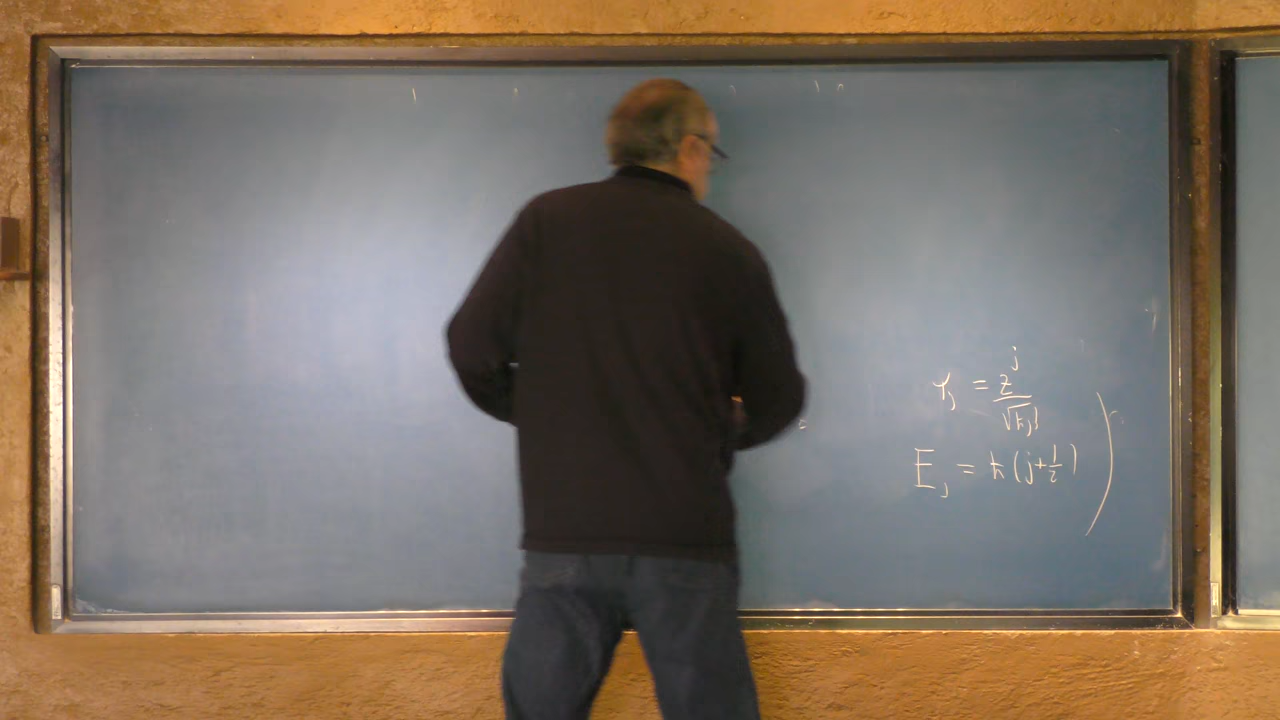 ψ_j = z^j / √(ħ^j j!)
E_j = ħ(j+1/2) )